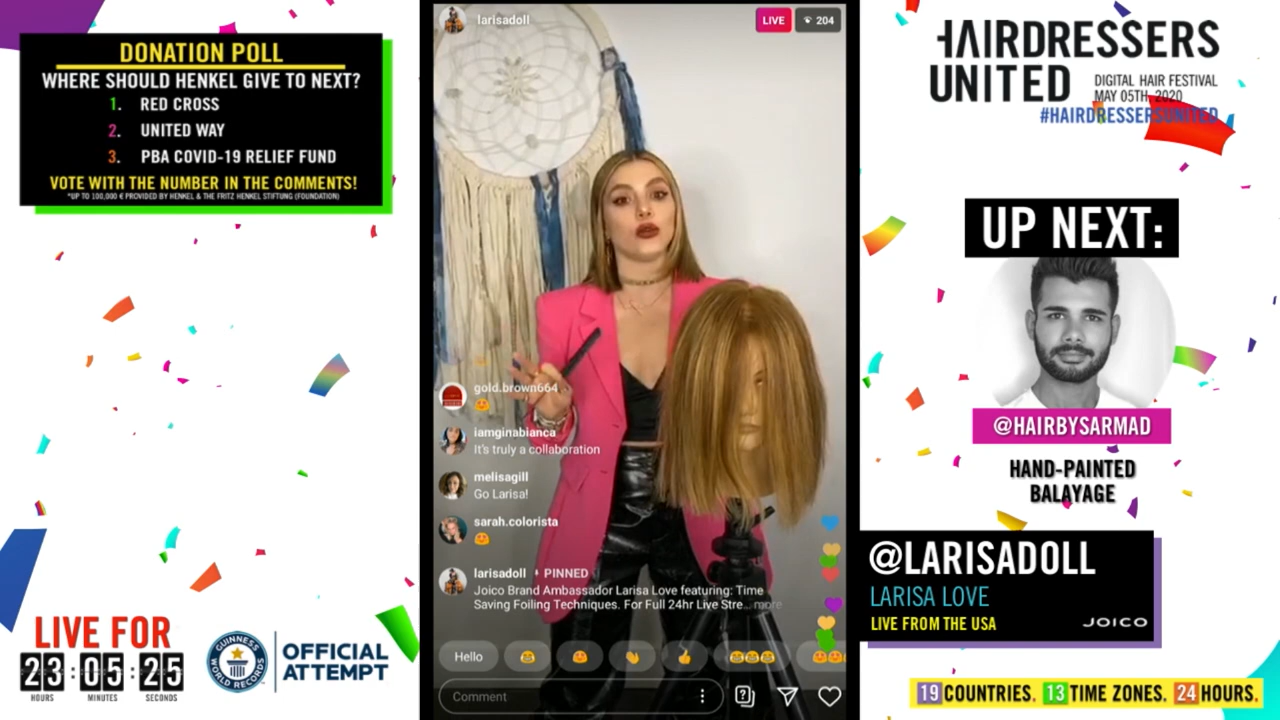 DONATION POLL
WHERE SHOULD HENKEL GIVE TO NEXT?
1. RED CROSS
2. UNITED WAY
3. PBA COVID-19 RELIEF FUND
VOTE WITH THE NUMBER IN THE COMMENTS!
*UP TO 100,000 € PROVIDED BY HENKEL & THE FRITZ HENKEL STIFTUNG (FOUNDATION)
LIVE FOR
23:05:25
HOURS MINUTES SECONDS
GUINNESS WORLD RECORDS
OFFICIAL
ATTEMPT
larisadoll
LIVE 204
gold.brown664
iamginabianca
It's truly a collaboration
melisagill
Go Larisa!
sarah.colorista
larisadoll PINNED
Joico Brand Ambassador Larisa Love featuring: Time
Saving Foiling Techniques. For Full 24hr Live Stre... more
Hello
Comment
HAIRDRESSERS
UNITED
DIGITAL HAIR FESTIVAL
MAY 05TH, 2020
#HAIRDRESSERSUNITED
UP NEXT:
@HAIRBYSARMAD
HAND-PAINTED
BALAYAGE
@LARISADOLL
LARISA LOVE
LIVE FROM THE USA
JOICO
19 COUNTRIES. 13 TIME ZONES. 24 HOURS.